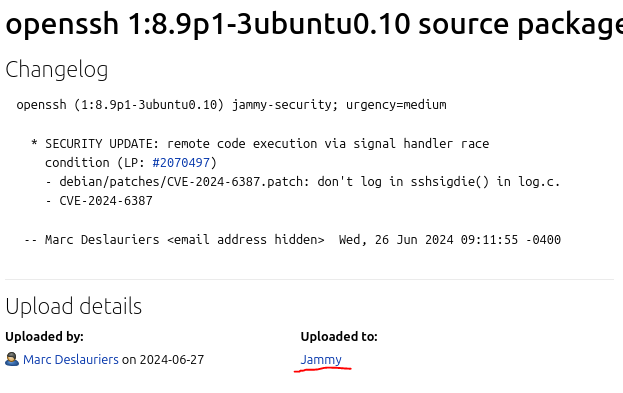 openssh 1:8.9p1-3ubuntu0.10 source package
Changelog
openssh (1:8.9p1-3ubuntu0.10) jammy-security; urgency=medium
* SECURITY UPDATE: remote code execution via signal handler race
condition (LP: #2070497)
- debian/patches/CVE-2024-6387.patch: don't log in sshsigdie() in log.c.
- CVE-2024-6387
-- Marc Deslauriers <email address hidden>  Wed, 26 Jun 2024 09:11:55 -0400
Upload details
Uploaded by:
Marc Deslauriers on 2024-06-27
Uploaded to:
Jammy